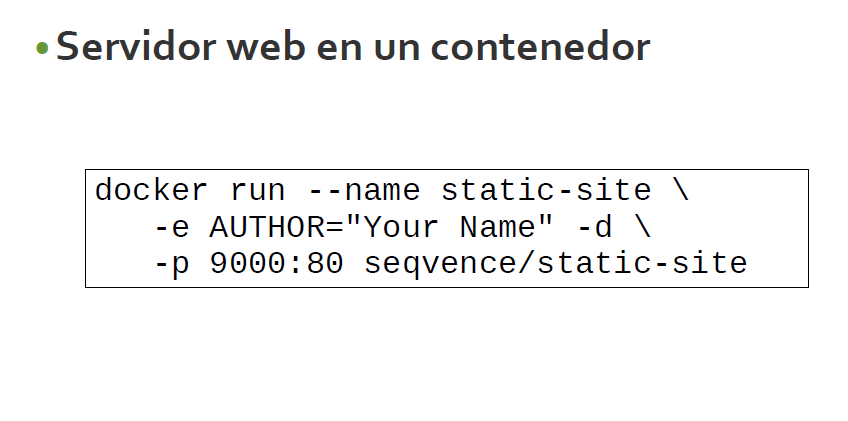 • Servidor web en un contenedor
docker run --name static-site \
-e AUTHOR="Your Name" -d \
-p 9000:80 seqvence/static-site